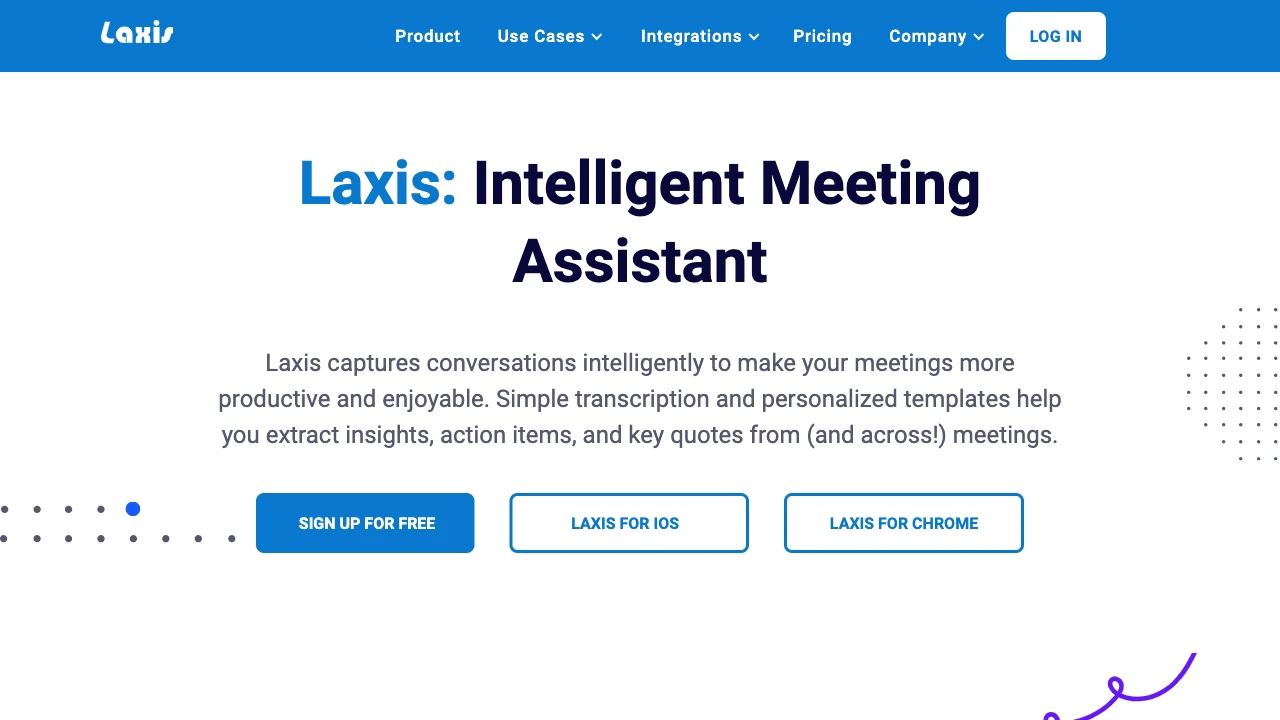 Laxis
Product
Use Cases
Integrations
Pricing
Company
LOG IN
Laxis: Intelligent Meeting
Assistant
Laxis captures conversations intelligently to make your meetings more
productive and enjoyable. Simple transcription and personalized templates help
you extract insights, action items, and key quotes from (and across!) meetings.
SIGN UP FOR FREE
LAXIS FOR IOS
LAXIS FOR CHROME